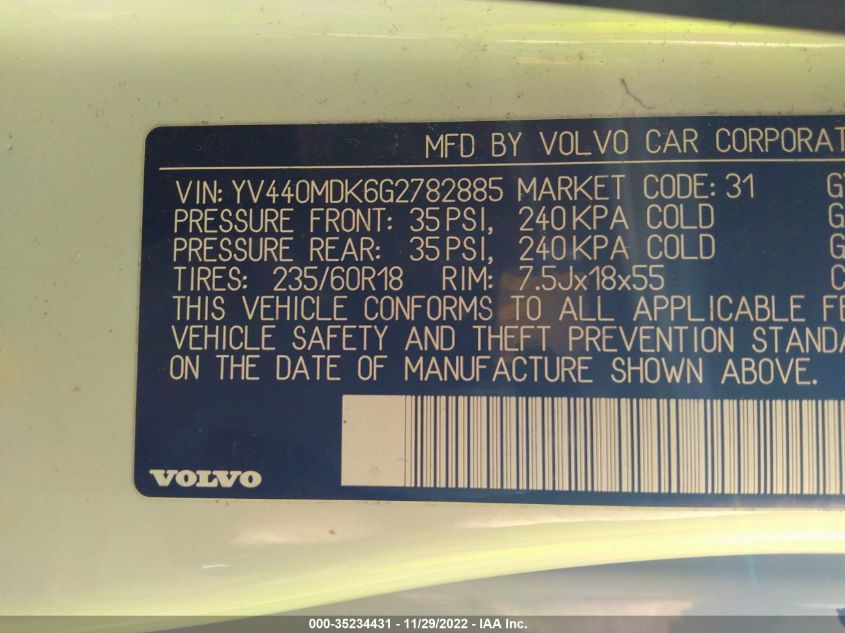 MFD BY VOLVO CAR CORPORAT
VIN: YV440MDK6G2782885 MARKET CODE: 31 G
PRESSURE FRONT: 35 PSI, 240 KPA COLD G
PRESSURE REAR: 35 PSI, 240 KPA COLD G
TIRES: 235/60R18 RIM: 7.5Jx18x55 C
THIS VEHICLE CONFORMS TO ALL APPLICABLE FE
VEHICLE SAFETY AND THEFT PREVENTION STANDA
ON THE DATE OF MANUFACTURE SHOWN ABOVE.
VOLVO
000-35234431 - 11/29/2022 - IAA Inc.